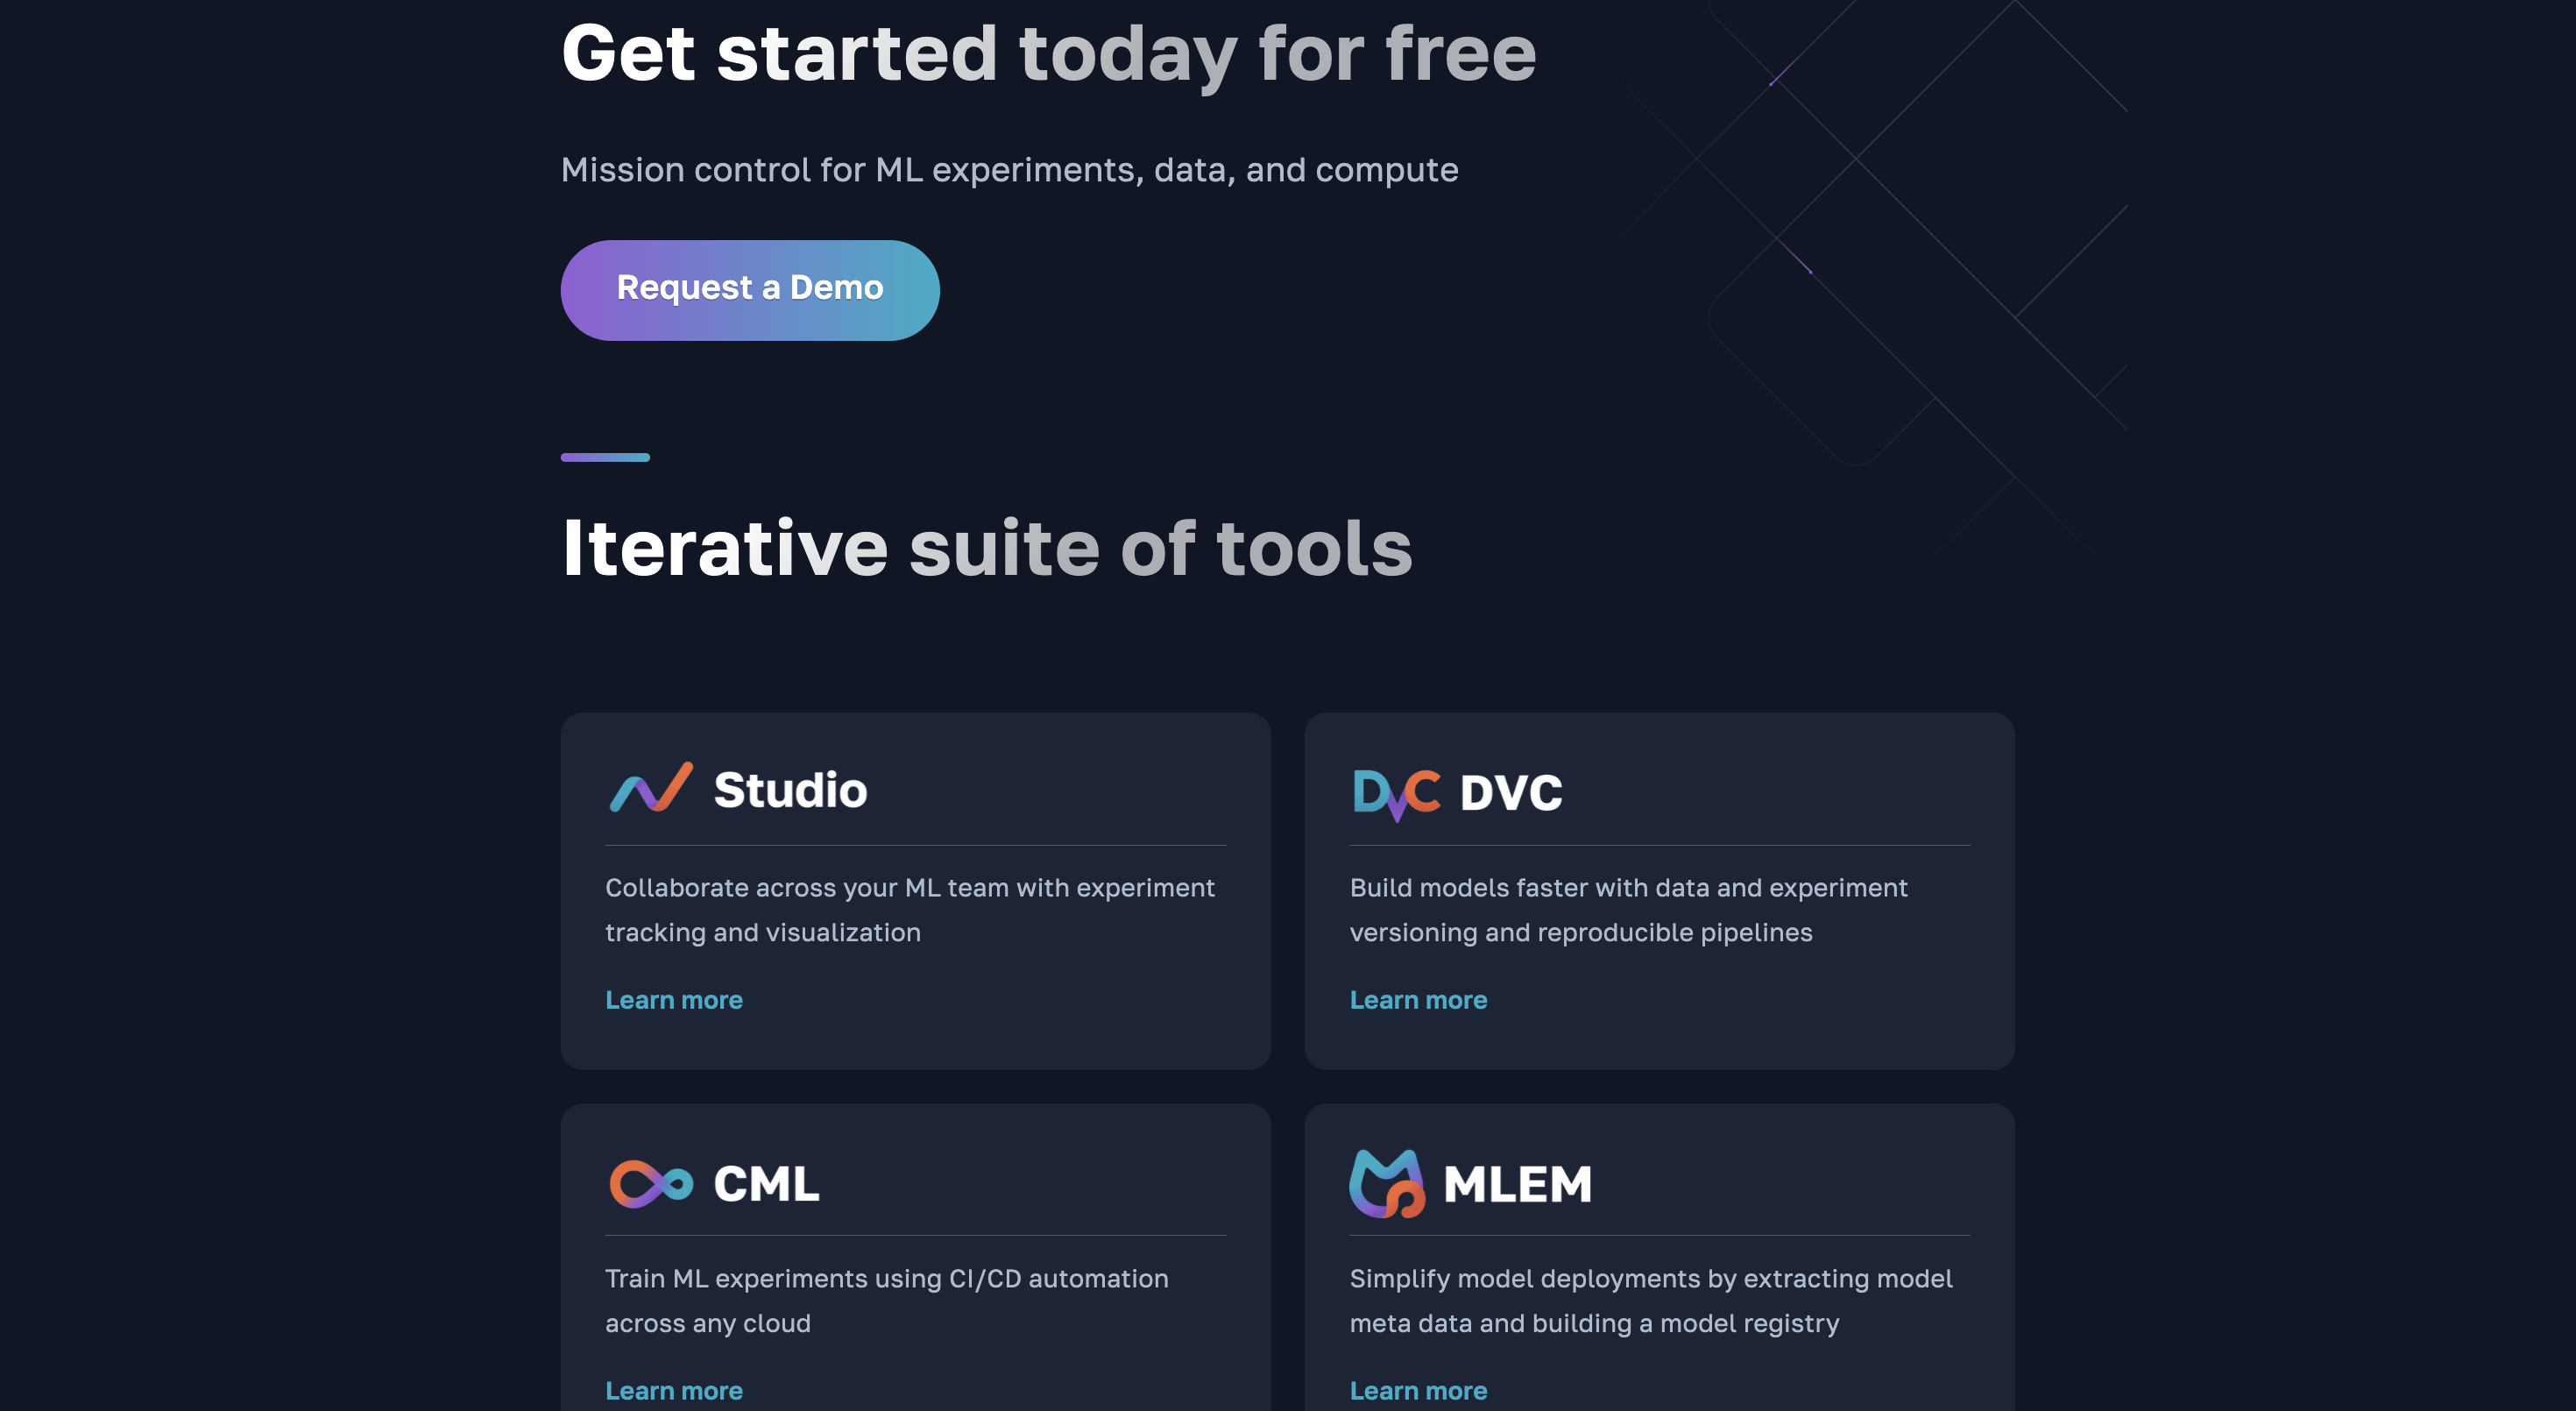 Get started today for free
Mission control for ML experiments, data, and compute
Request a Demo
Iterative suite of tools
Studio
Collaborate across your ML team with experiment
tracking and visualization
Learn more
DVC DVC
Build models faster with data and experiment
versioning and reproducible pipelines
Learn more
CML
Train ML experiments using CI/CD automation
across any cloud
Learn more
MLEM
Simplify model deployments by extracting model
meta data and building a model registry
Learn more